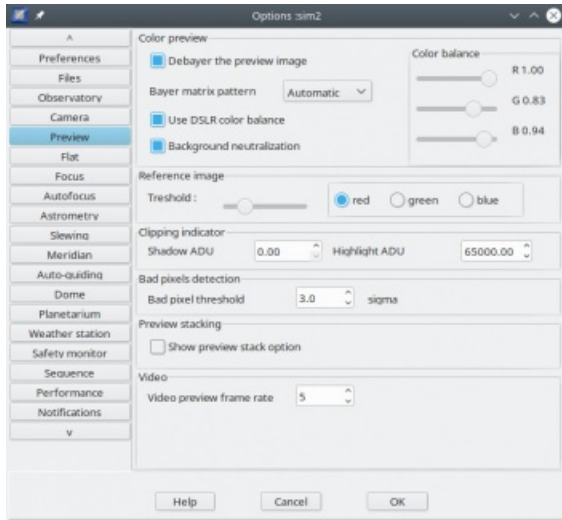 Options :sim2
^
Preferences
Files
Observatory
Camera
Preview
Flat
Focus
Autofocus
Astrometry
Slewing
Meridian
Auto-guiding
Dome
Planetarium
Weather station
Safety monitor
Sequence
Performance
Notifications
v
Color preview
Debayer the preview image
Bayer matrix pattern Automatic
Use DSLR color balance
Background neutralization
Color balance
R 1.00
G 0.83
B 0.94
Reference image
Treshold : red green blue
Clipping indicator
Shadow ADU 0.00 Highlight ADU 65000.00
Bad pixels detection
Bad pixel threshold 3.0 sigma
Preview stacking
Show preview stack option
Video
Video preview frame rate 5
Help Cancel OK